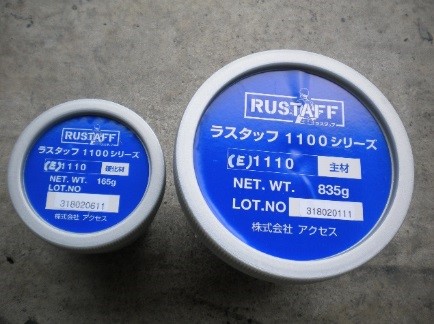 RUSTAFF
ラスタッフ 1100シリーズ
(E)1110 硬化材
NET. WT. 165g
LOT.NO
318020611
株式会社 アクセス
RUSTAFF
ラスタッフ
ラスタッフ 1100シリーズ
(E)1110 主材
NET. WT. 835g
LOT.NO 318020111
株式会社 アクセス